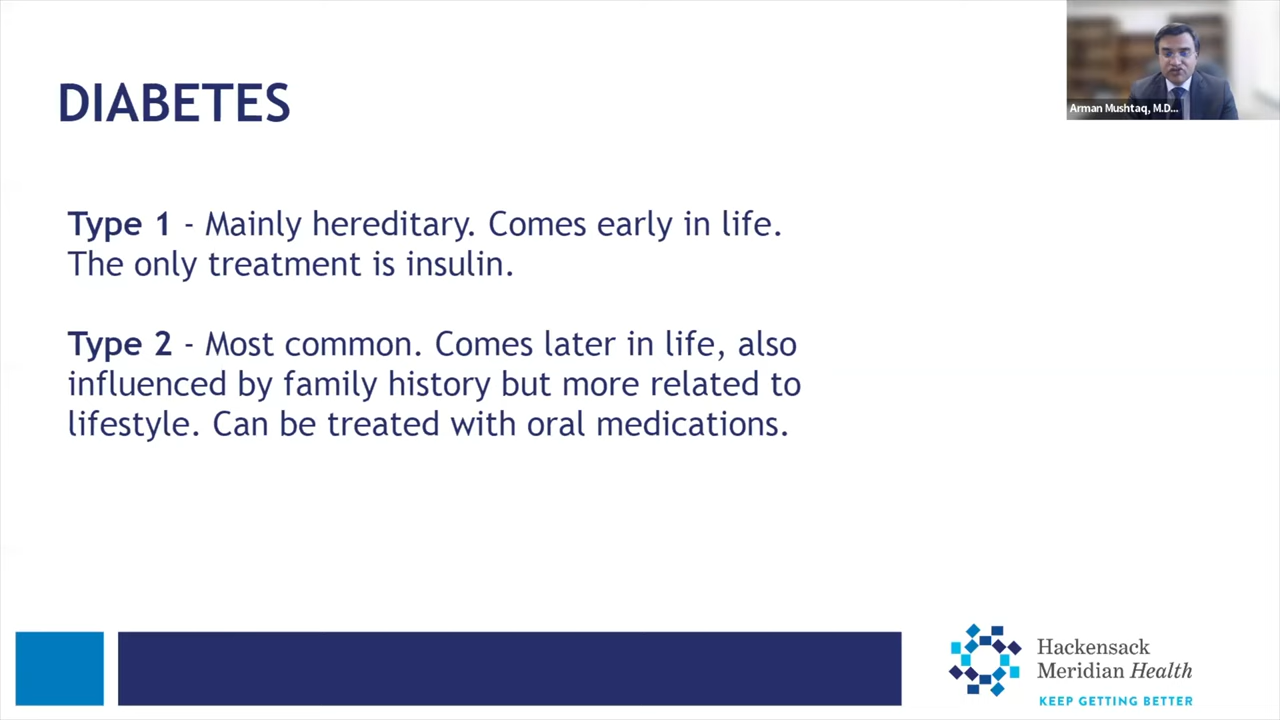 DIABETES
Arman Mushtaq, M.D...
Type 1 - Mainly hereditary. Comes early in life.
The only treatment is insulin.
Type 2 - Most common. Comes later in life, also
influenced by family history but more related to
lifestyle. Can be treated with oral medications.
Hackensack
Meridian Health
KEEP GETTING BETTER